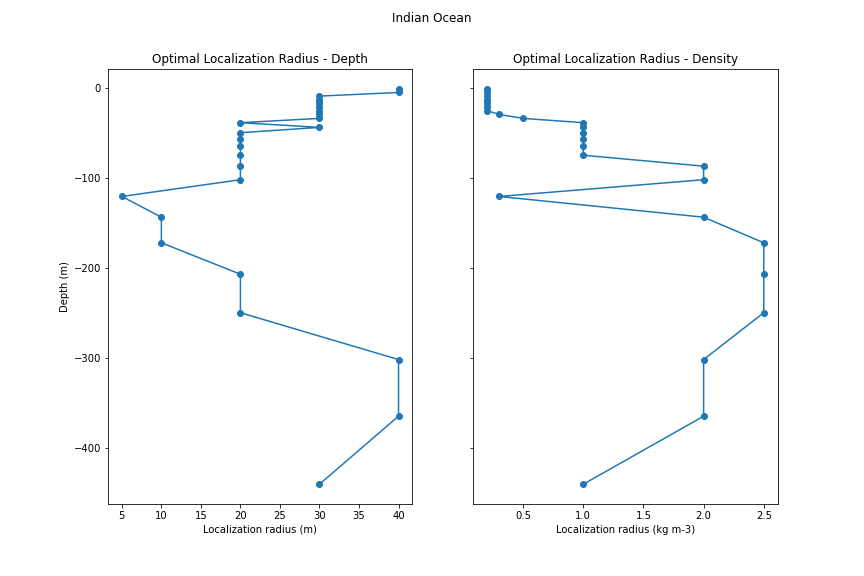 Indian Ocean
Optimal Localization Radius - Depth
0
−100
−200
−300
−400
Depth (m)
5 10 15 20 25 30 35 40
Localization radius (m)
Optimal Localization Radius - Density
0.5 1.0 1.5 2.0 2.5
Localization radius (kg m-3)